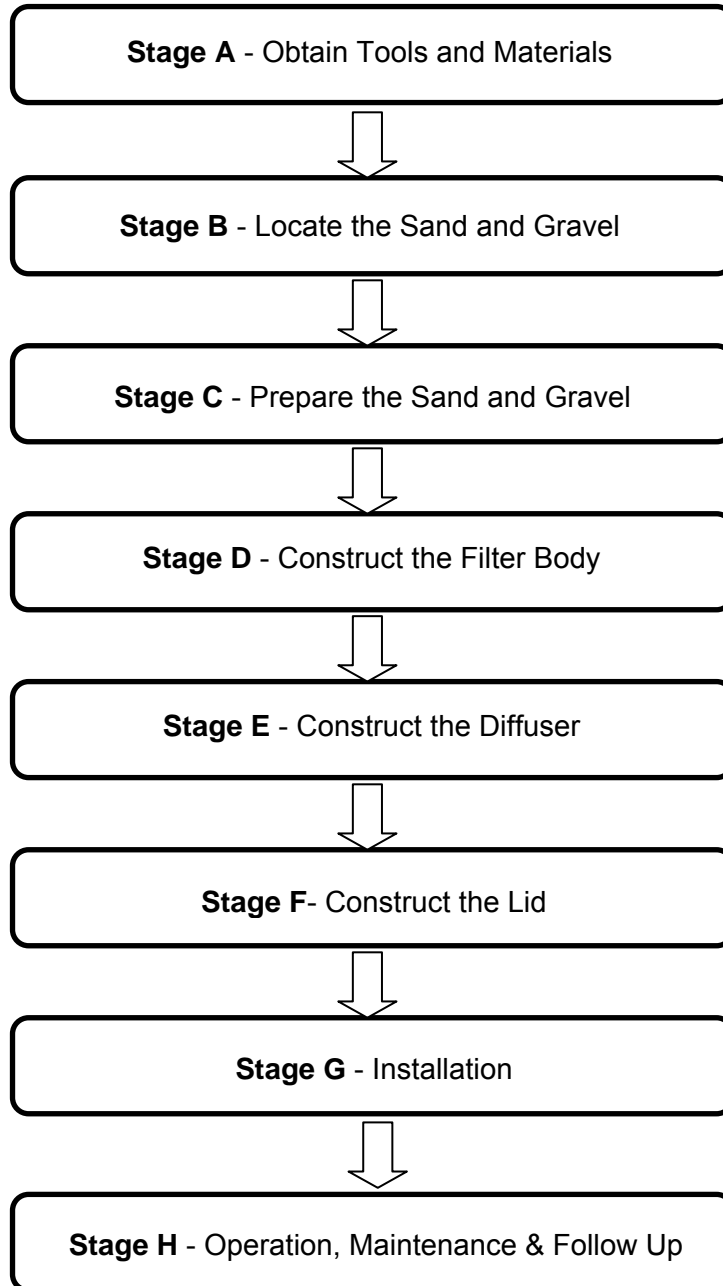 Stage A - Obtain Tools and Materials
Stage B - Locate the Sand and Gravel
Stage C - Prepare the Sand and Gravel
Stage D - Construct the Filter Body
Stage E - Construct the Diffuser
Stage F- Construct the Lid
Stage G - Installation
Stage H - Operation, Maintenance & Follow Up